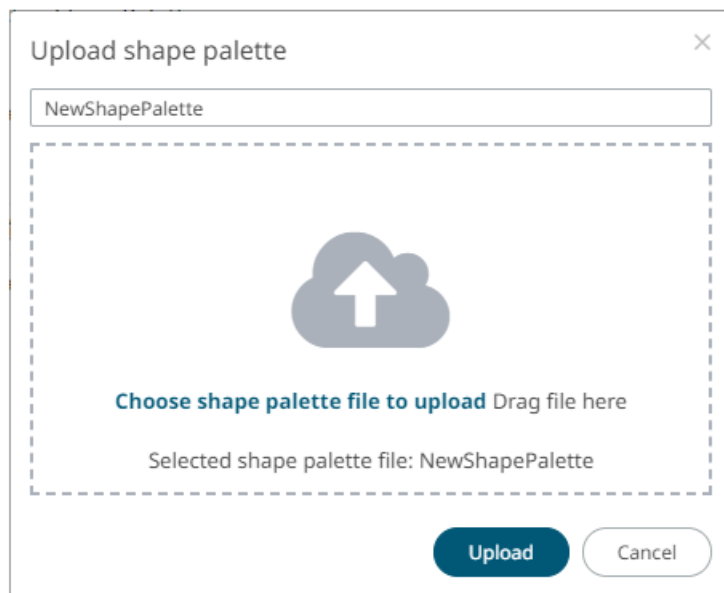 Upload shape palette
NewShapePalette
Choose shape palette file to upload Drag file here
Selected shape palette file: NewShapePalette
Upload Cancel